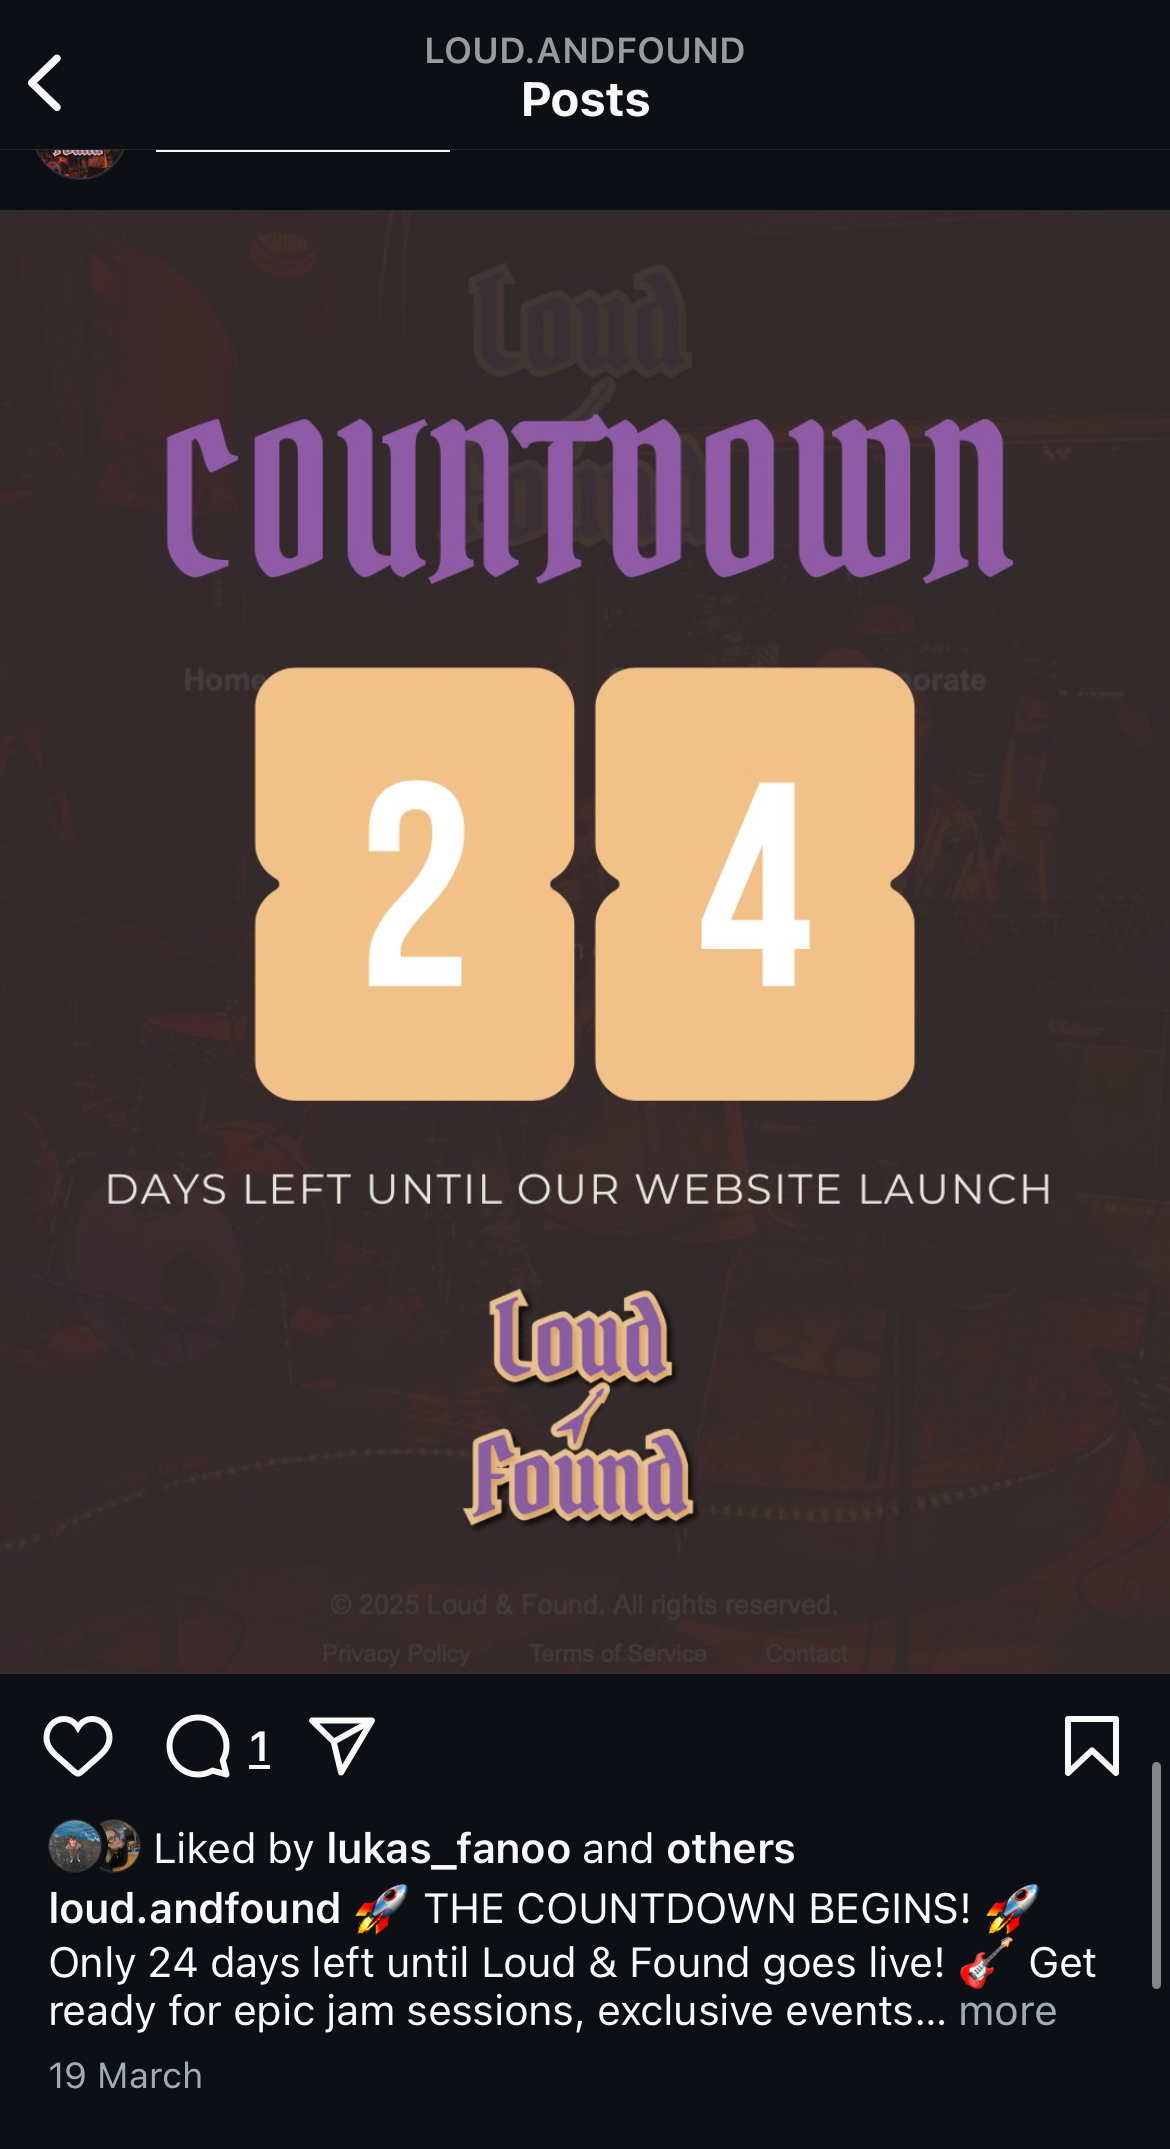 LOUD.ANDFOUND
Posts
Loud
COUNTDOWN
Home
porate
2 4
DAYS LEFT UNTIL OUR WEBSITE LAUNCH
Loud
Found
© 2025 Loud & Found. All rights reserved.
Privacy Policy Terms of Service Contact
1
Liked by lukas_fanoo and others
loud.andfound 🚀 THE COUNTDOWN BEGINS! 🚀
Only 24 days left until Loud & Found goes live! 🎸 Get
ready for epic jam sessions, exclusive events... more
19 March